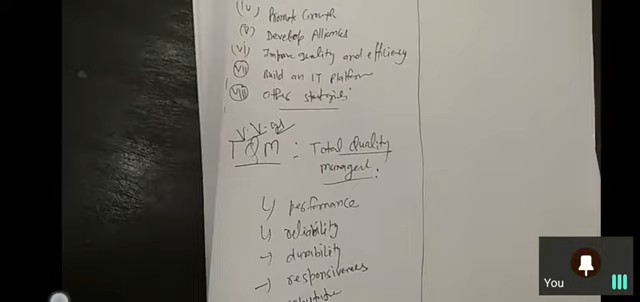 (iv) Promote Growth
(v) Develop Alliances
(vi) Improve quality and efficiency
(vii) Build an IT Platform
(viii) Other strategies
V. V.
TQM = Total Quality
managent:
↳ performance
↳ reliability
→ durability
→ responsiveness
You